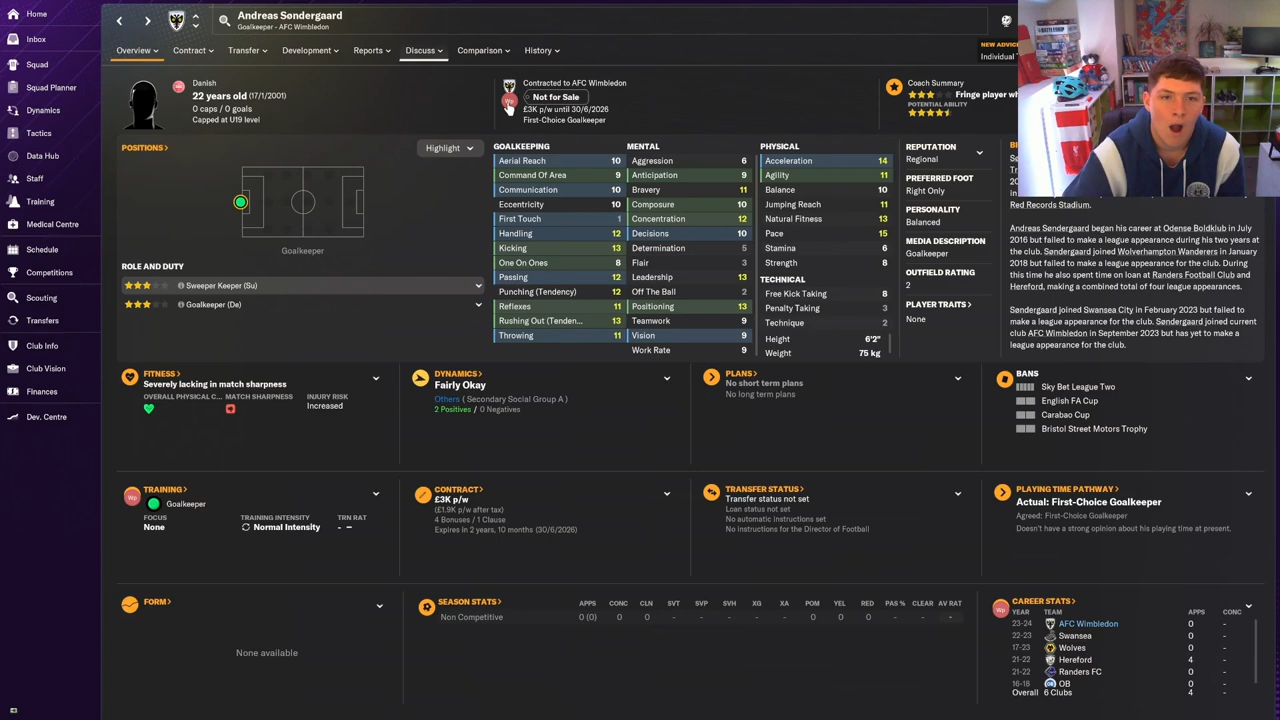 Home
Inbox
Squad
Squad Planner
Dynamics
Tactics
Data Hub
Staff
Training
Medical Centre
Schedule
Competitions
Scouting
Transfers
Club Info
Club Vision
Finances
Dev. Centre
Andreas Søndergaard
Goalkeeper - AFC Wimbledon
Overview
Contract
Transfer
Development
Reports
Discuss
Comparison
History
NEW ADVICE
Individual
Danish
22 years old (17/1/2001)
0 caps / 0 goals
Capped at U19 level
Contracted to AFC Wimbledon
Not for Sale
£3K p/w until 30/6/2026
First-Choice Goalkeeper
Coach Summary
Fringe player
POTENTIAL ABILITY
POSITIONS
Highlight
Goalkeeper
ROLE AND DUTY
Sweeper Keeper (Su)
Goalkeeper (De)
GOALKEEPING
Aerial Reach 10
Command Of Area 9
Communication 10
Eccentricity 10
First Touch 1
Handling 12
Kicking 13
One On Ones 8
Passing 12
Punching (Tendency) 12
Reflexes 11
Rushing Out (Tenden... 13
Throwing 11
MENTAL
Aggression 6
Anticipation 9
Bravery 11
Composure 10
Concentration 12
Decisions 10
Determination 5
Flair 3
Leadership 13
Off The Ball 2
Positioning 13
Teamwork 9
Vision 9
Work Rate 9
PHYSICAL
Acceleration 14
Agility 11
Balance 10
Jumping Reach 11
Natural Fitness 13
Pace 15
Stamina 6
Strength 8
TECHNICAL
Free Kick Taking 8
Penalty Taking 3
Technique 2
Height 6'2"
Weight 75 kg
REPUTATION
Regional
PREFERRED FOOT
Right Only
PERSONALITY
Balanced
MEDIA DESCRIPTION
Goalkeeper
OUTFIELD RATING
2
PLAYER TRAITS
None
Red Records Stadium.
Andreas Søndergaard began his career at Odense Boldklub in July
2016 but failed to make a league appearance during his two years at
the club. Søndergaard joined Wolverhampton Wanderers in January
2018 but failed to make a league appearance for the club. During
this time he also spent time on loan at Randers Football Club and
Hereford, making a combined total of four league appearances.
Søndergaard joined Swansea City in February 2023 but failed to
make a league appearance for the club. Søndergaard joined current
club AFC Wimbledon in September 2023 but has yet to make a
league appearance for the club.
FITNESS
Severely lacking in match sharpness
OVERALL PHYSICAL C...
MATCH SHARPNESS
INJURY RISK
Increased
DYNAMICS
Fairly Okay
Others ( Secondary Social Group A )
2 Positives / 0 Negatives
PLANS
No short term plans
No long term plans
BANS
Sky Bet League Two
English FA Cup
Carabao Cup
Bristol Street Motors Trophy
TRAINING
Wp
Goalkeeper
FOCUS
None
TRAINING INTENSITY
Normal Intensity
TRN RAT
- -
CONTRACT
£3K p/w
(£1.9K p/w after tax)
4 Bonuses / 1 Clause
Expires in 2 years, 10 months (30/6/2026)
TRANSFER STATUS
Transfer status not set
Loan status not set
No automatic instructions set
No instructions for the Director of Football
PLAYING TIME PATHWAY
Actual: First-Choice Goalkeeper
Agreed: First-Choice Goalkeeper
Doesn't have a strong opinion about his playing time at present.
FORM
None available
SEASON STATS
APPS CONC CLN SVT SVP SVH XG XA POM YEL RED PAS % CLEAR AV RAT
Non Competitive 0 (0) 0 0 - - - - - 0 0 0 - - -
Wp
CAREER STATS
YEAR TEAM APPS CONC
23-24 AFC Wimbledon 0 -
22-23 Swansea 0 -
17-23 Wolves 0 -
21-22 Hereford 4 -
21-22 Randers FC 0 -
16-18 OB 0 -
Overall 6 Clubs 4 -